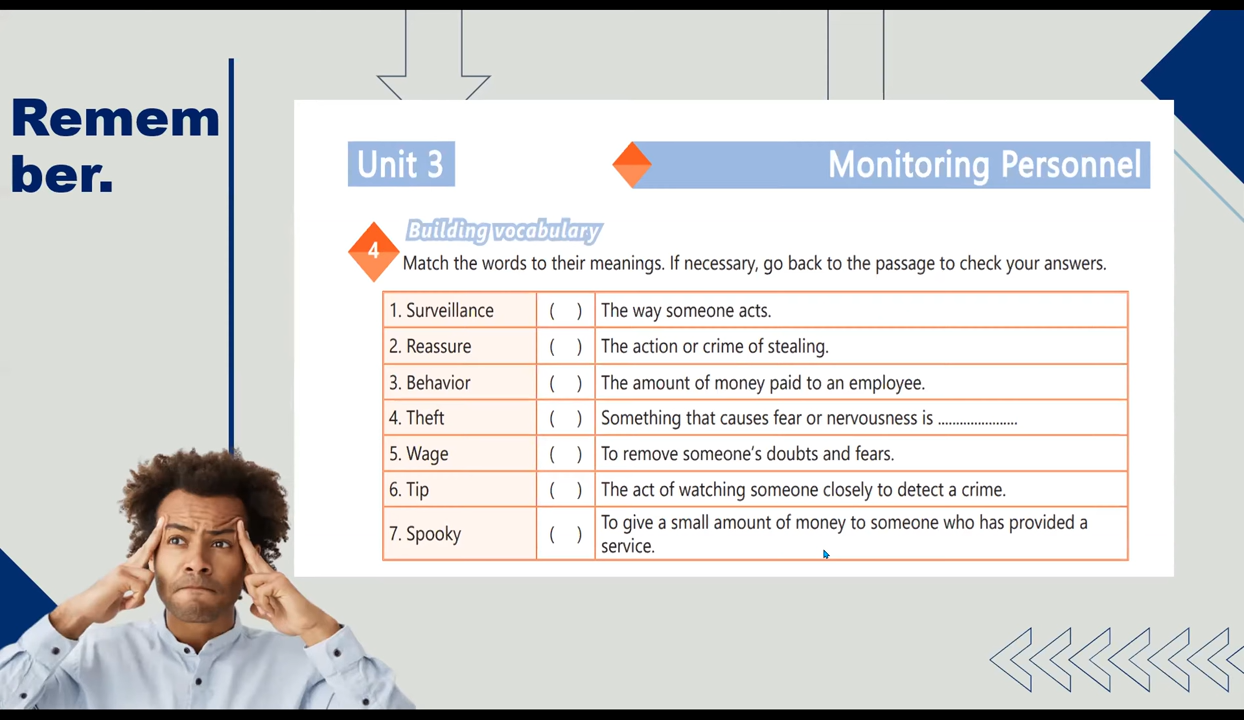 Remem
ber.
Unit 3
Monitoring Personnel
4
Building vocabulary
Match the words to their meanings. If necessary, go back to the passage to check your answers.
1. Surveillance ( ) The way someone acts.
2. Reassure ( ) The action or crime of stealing.
3. Behavior ( ) The amount of money paid to an employee.
4. Theft ( ) Something that causes fear or nervousness is ......................
5. Wage ( ) To remove someone's doubts and fears.
6. Tip ( ) The act of watching someone closely to detect a crime.
7. Spooky ( ) To give a small amount of money to someone who has provided a
service.